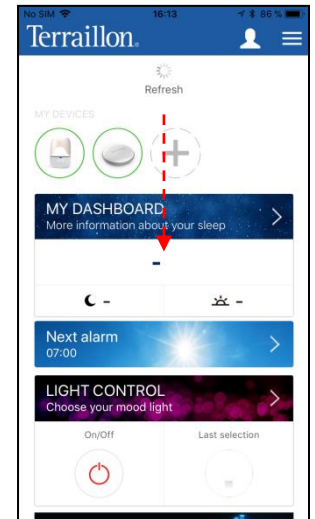 No SIM 16:13 86 %
Terraillon.
Refresh
MY DEVICES
MY DASHBOARD
More information about your sleep
-
- -
Next alarm
07:00
LIGHT CONTROL
Choose your mood light
On/Off Last selection